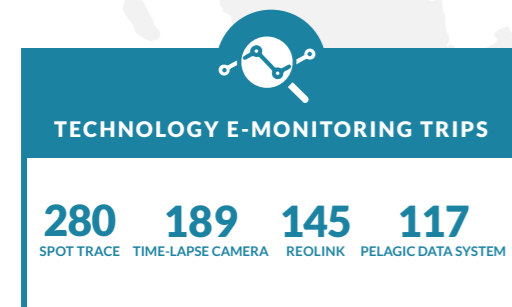 TECHNOLOGY E-MONITORING TRIPS
280 189 145 117
SPOT TRACE TIME-LAPSE CAMERA REOLINK PELAGIC DATA SYSTEM